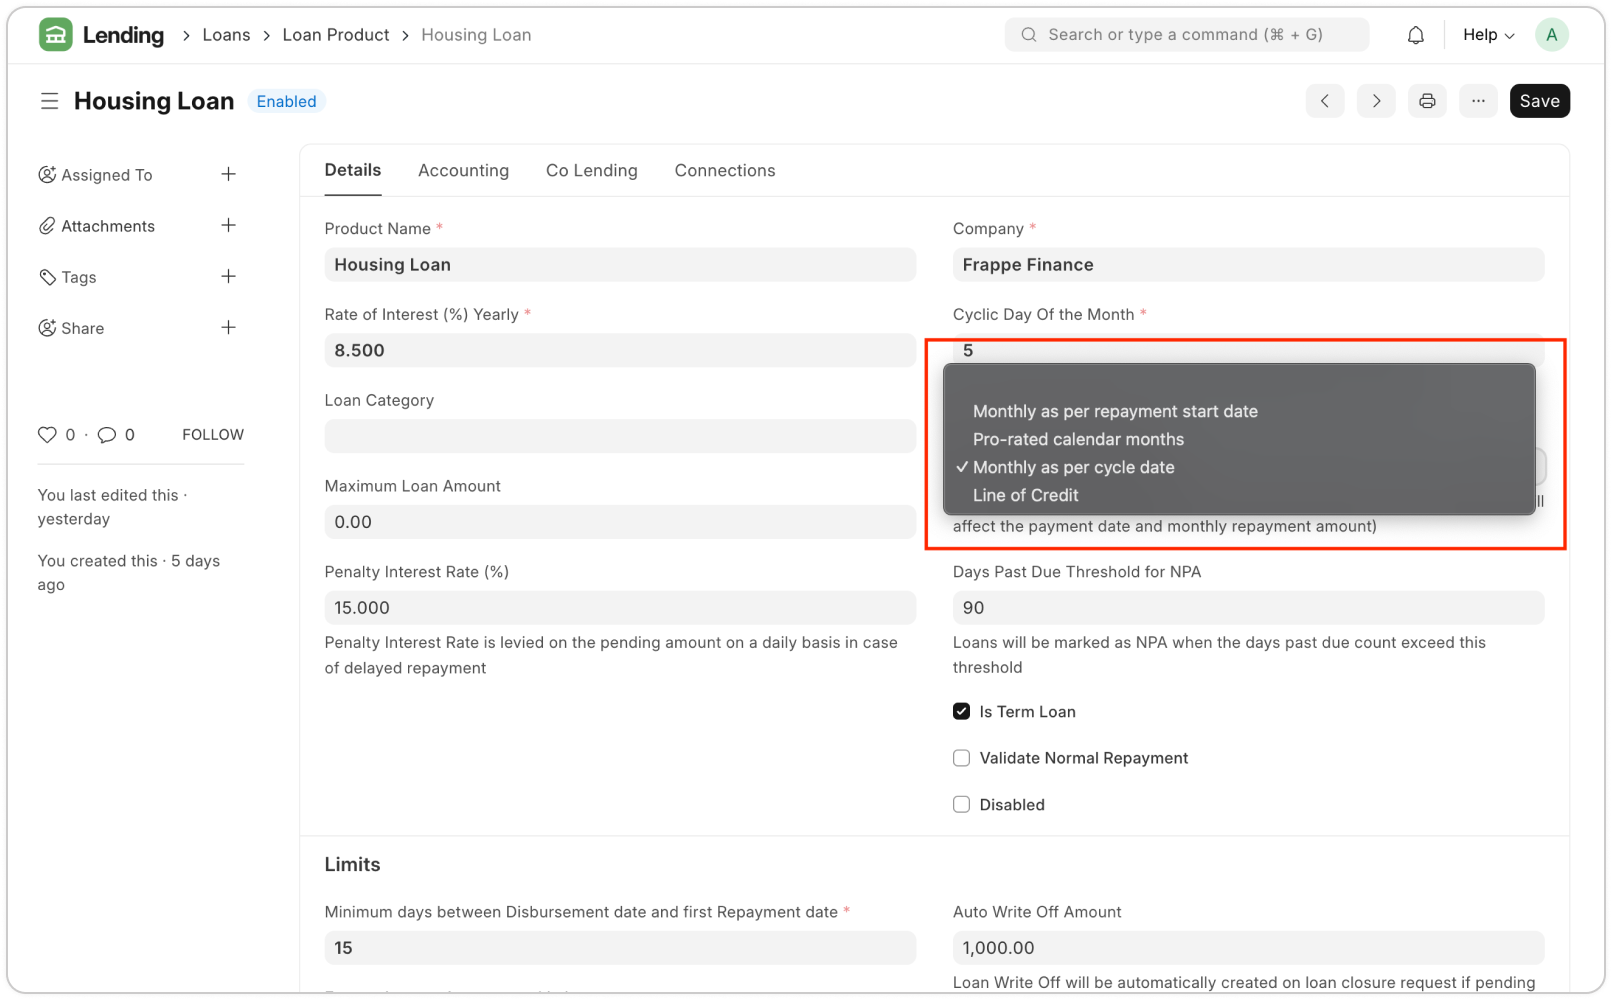 Lending > Loans > Loan Product > Housing Loan
Search or type a command (⌘ + G)
Help
A
Housing Loan Enabled
Save
Assigned To
Attachments
Tags
Share
0 · 0 FOLLOW
You last edited this ·
yesterday
You created this · 5 days
ago
Details Accounting Co Lending Connections
Product Name *
Housing Loan
Company *
Frappe Finance
Rate of Interest (%) Yearly *
8.500
Cyclic Day Of the Month *
5
Loan Category
Monthly as per repayment start date
Pro-rated calendar months
✓ Monthly as per cycle date
Line of Credit
affect the payment date and monthly repayment amount)
Maximum Loan Amount
0.00
Penalty Interest Rate (%)
15.000
Penalty Interest Rate is levied on the pending amount on a daily basis in case
of delayed repayment
Days Past Due Threshold for NPA
90
Loans will be marked as NPA when the days past due count exceed this
threshold
Is Term Loan
Validate Normal Repayment
Disabled
Limits
Minimum days between Disbursement date and first Repayment date *
15
Auto Write Off Amount
1,000.00
Loan Write Off will be automatically created on loan closure request if pending